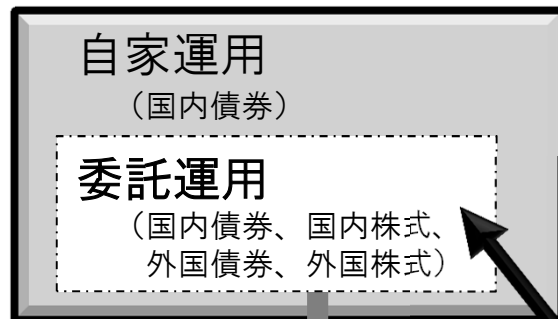 自家運用
（国内債券）
委託運用
（国内債券、国内株式、
外国債券、外国株式）